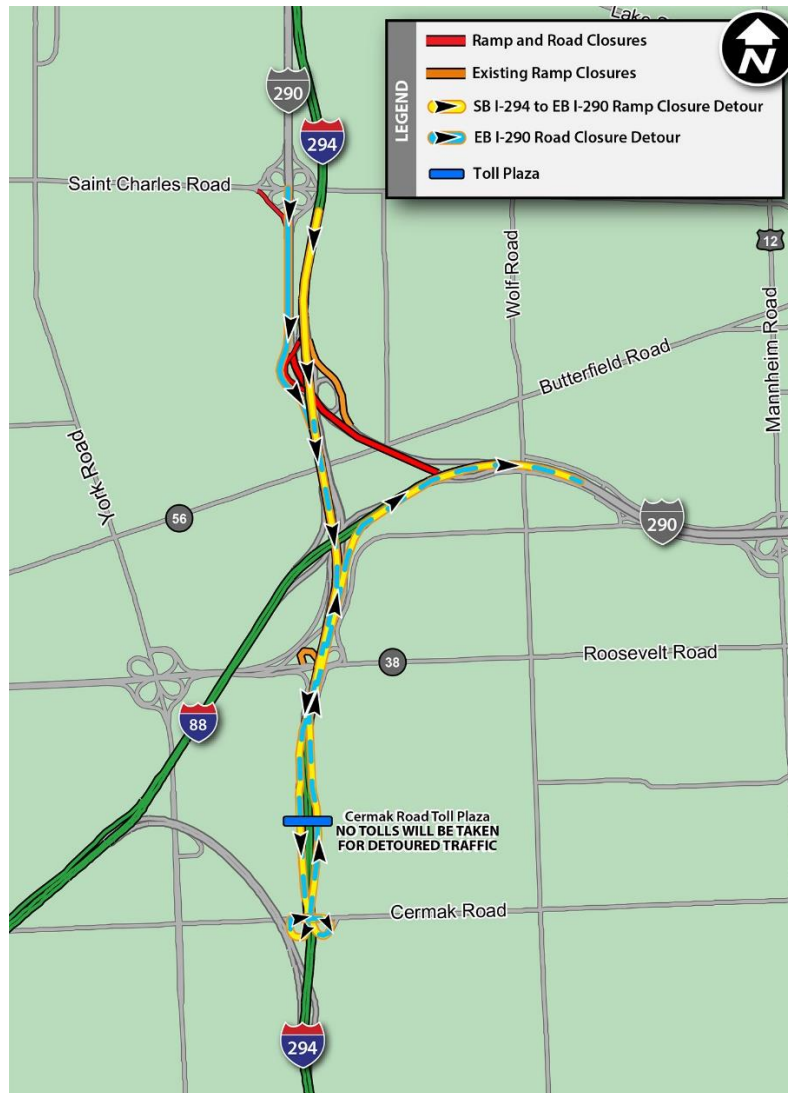 Lake S
LEGEND
Ramp and Road Closures
Existing Ramp Closures
SB I-294 to EB I-290 Ramp Closure Detour
EB I-290 Road Closure Detour
Toll Plaza
N
290
294
Saint Charles Road
12
Wolf Road
Mannheim Road
Butterfield Road
York Road
56
290
38
Roosevelt Road
88
Cermak Road Toll Plaza
NO TOLLS WILL BE TAKEN
FOR DETOURED TRAFFIC
Cermak Road
294